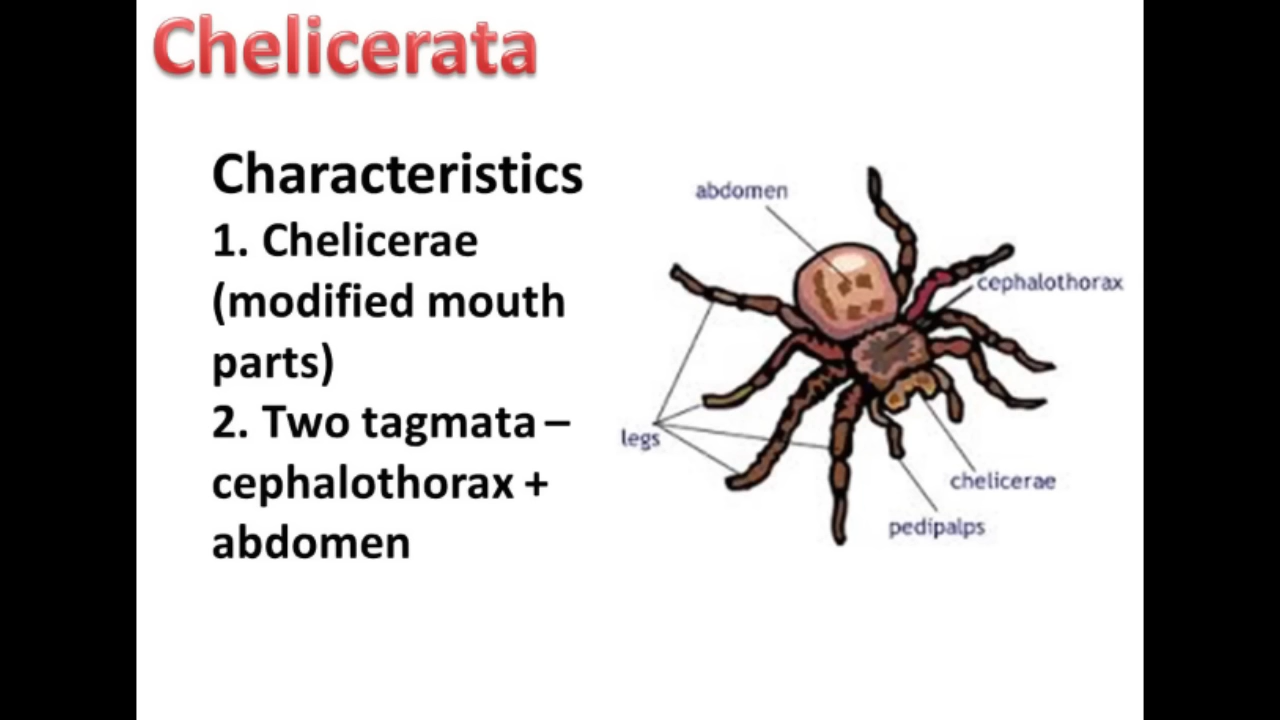 Chelicerata
Characteristics
1. Chelicerae
(modified mouth
parts)
2. Two tagmata –
cephalothorax +
abdomen
abdomen
cephalothorax
legs
chelicerae
pedipalps